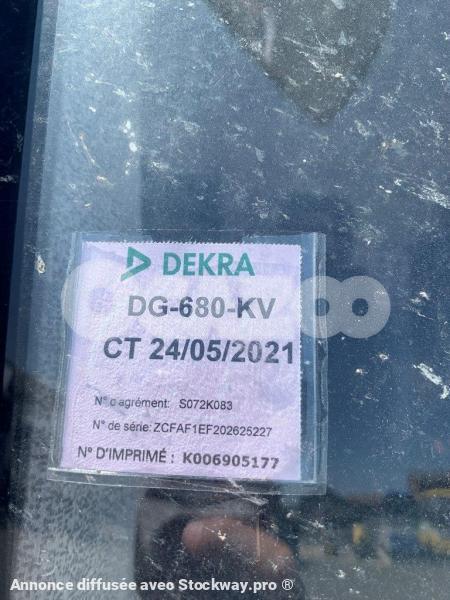 DEKRA
DG-680-KV
CT 24/05/2021
N° d'agrément: S072K083
N° de série: ZCFAF1EF202625227
N° D'IMPRIMÉ : K006905177
Annonce diffusée avec Stockway.pro ®